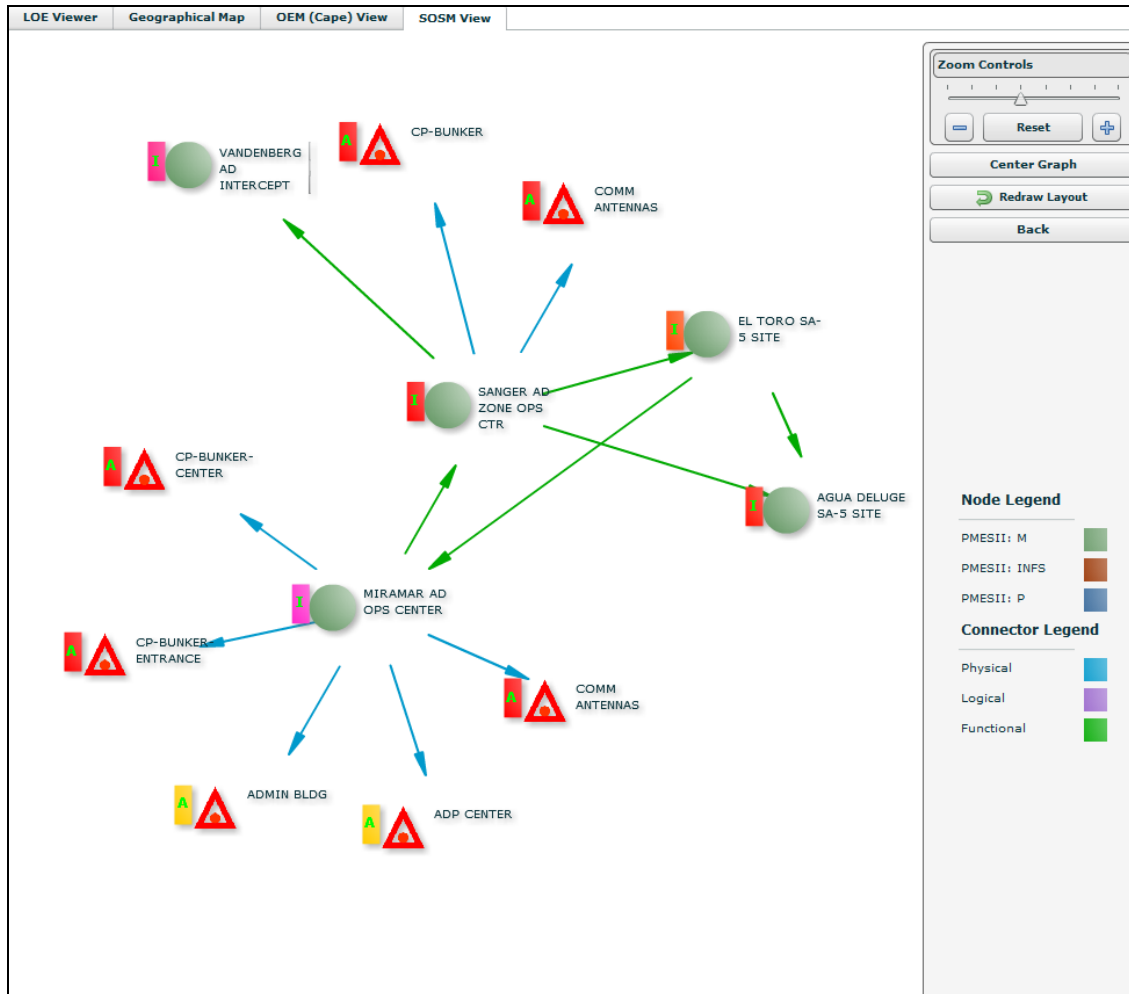 LOE Viewer
Geographical Map
OEM (Cape) View
SOSM View
Zoom Controls
Reset
Center Graph
Redraw Layout
Back
I
VANDENBERG
AD
INTERCEPT
A
CP-BUNKER
A
COMM
ANTENNAS
I
EL TORO SA-
5 SITE
I
SANGER AD
ZONE OPS
CTR
A
CP-BUNKER-
CENTER
I
AGUA DELUGE
SA-5 SITE
I
MIRAMAR AD
OPS CENTER
A
CP-BUNKER-
ENTRANCE
A
COMM
ANTENNAS
A
ADMIN BLDG
A
ADP CENTER
Node Legend
PMESII: M
PMESII: INFS
PMESII: P
Connector Legend
Physical
Logical
Functional